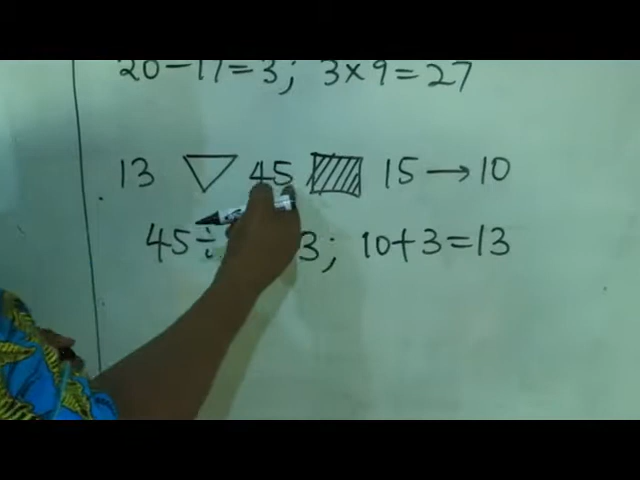 20-17=3; 3×9=27
13 ▽ 45 ▨ 15 → 10
45÷ 3; 10+3=13